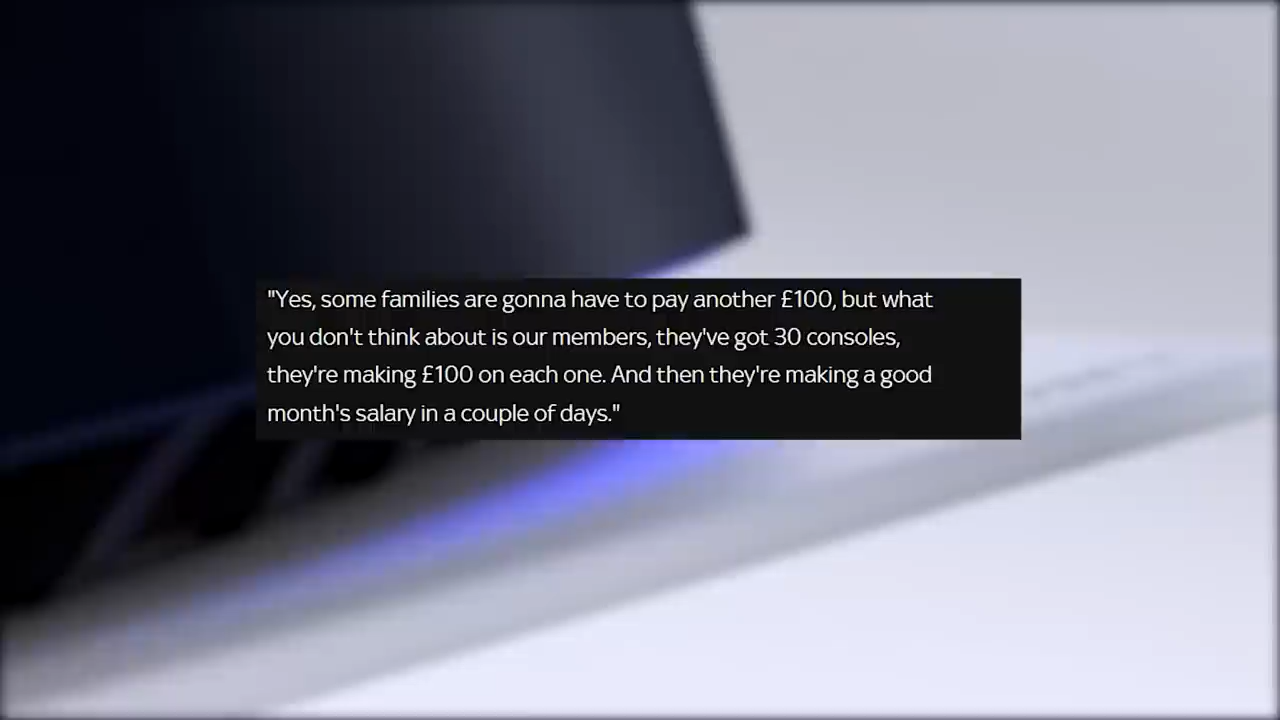 "Yes, some families are gonna have to pay another £100, but what
you don't think about is our members, they've got 30 consoles,
they're making £100 on each one. And then they're making a good
month's salary in a couple of days."